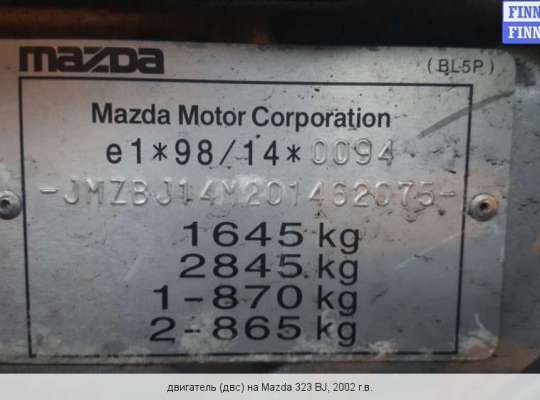 FINN
FINN
mazda
(BL5P)
Mazda Motor Corporation
e1*98/14*0094
-JMZBJ14M201462075-
1645 kg
2845 kg
1-870 kg
2-865 kg
двигатель (двс) на Mazda 323 BJ, 2002 г.в.